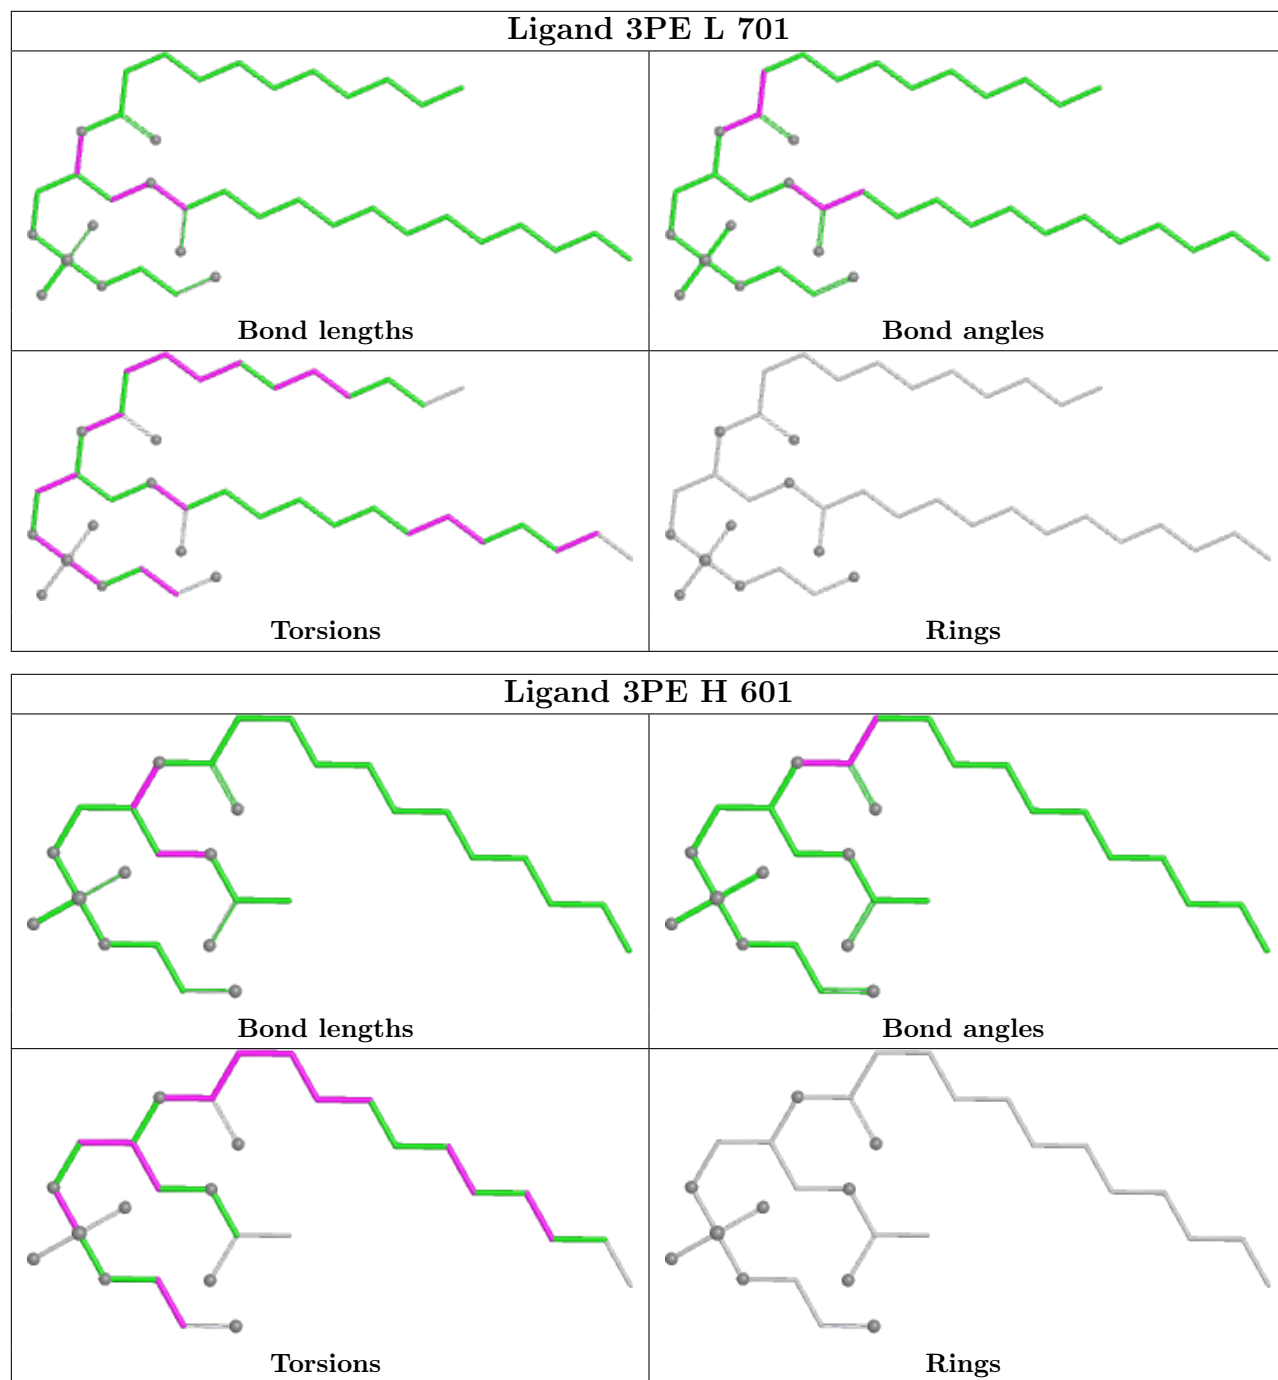 Ligand 3PE L 701
Bond lengths
Bond angles
Torsions
Rings
Ligand 3PE H 601
Bond lengths
Bond angles
Torsions
Rings